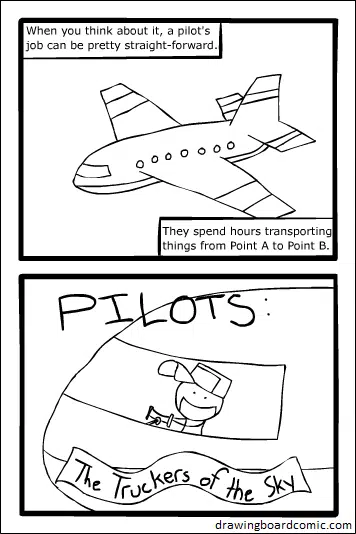 When you think about it, a pilot's
job can be pretty straight-forward.
They spend hours transporting
things from Point A to Point B.
PILOTS:
The Truckers of the Sky
drawingboardcomic.com